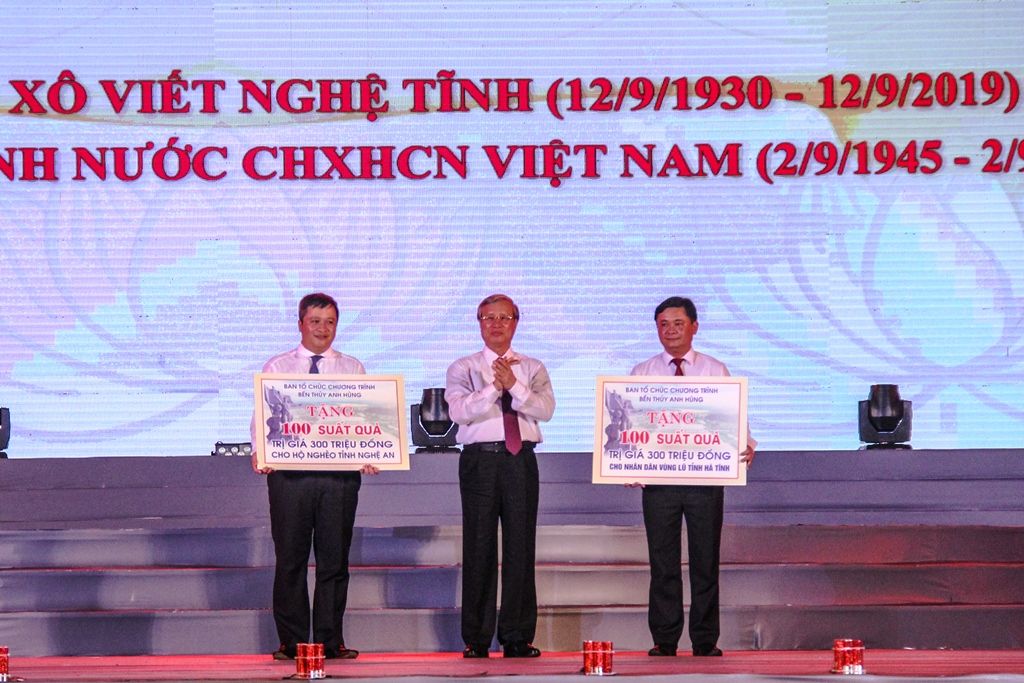 XÔ VIẾT NGHỆ TĨNH (12/9/1930 - 12/9/2019)
NH NƯỚC CHXHCN VIỆT NAM (2/9/1945 - 2/9
BAN TỔ CHỨC CHƯƠNG TRÌNH
BẾN THỦY ANH HÙNG
TẶNG
100 SUẤT QUÀ
TRỊ GIÁ 300 TRIỆU ĐỒNG
CHO HỘ NGHÈO TỈNH NGHỆ AN
BAN TỔ CHỨC CHƯƠNG TRÌNH
BẾN THỦY ANH HÙNG
TẶNG
100 SUẤT QUÀ
TRỊ GIÁ 300 TRIỆU ĐỒNG
CHO NHÂN DÂN VÙNG LŨ TỈNH HÀ TĨNH